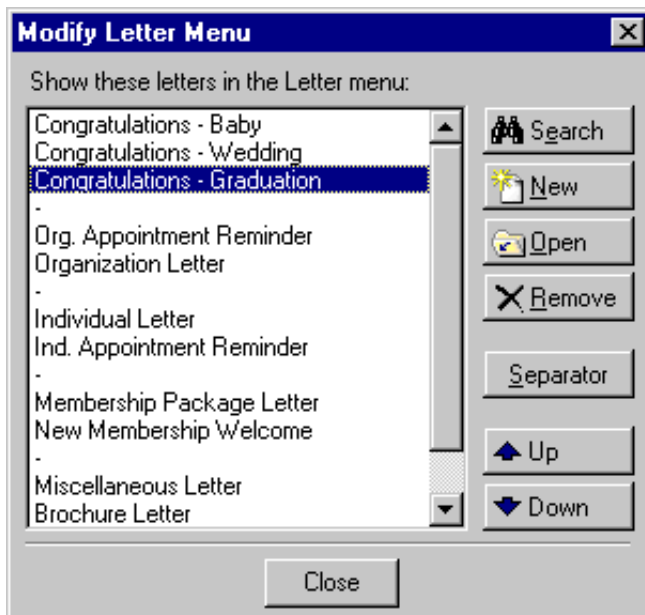 Modify Letter Menu
Show these letters in the Letter menu:
Congratulations - Baby
Congratulations - Wedding
Congratulations - Graduation
-
Org. Appointment Reminder
Organization Letter
-
Individual Letter
Ind. Appointment Reminder
-
Membership Package Letter
New Membership Welcome
-
Miscellaneous Letter
Brochure Letter
Search
New
Open
Remove
Separator
Up
Down
Close